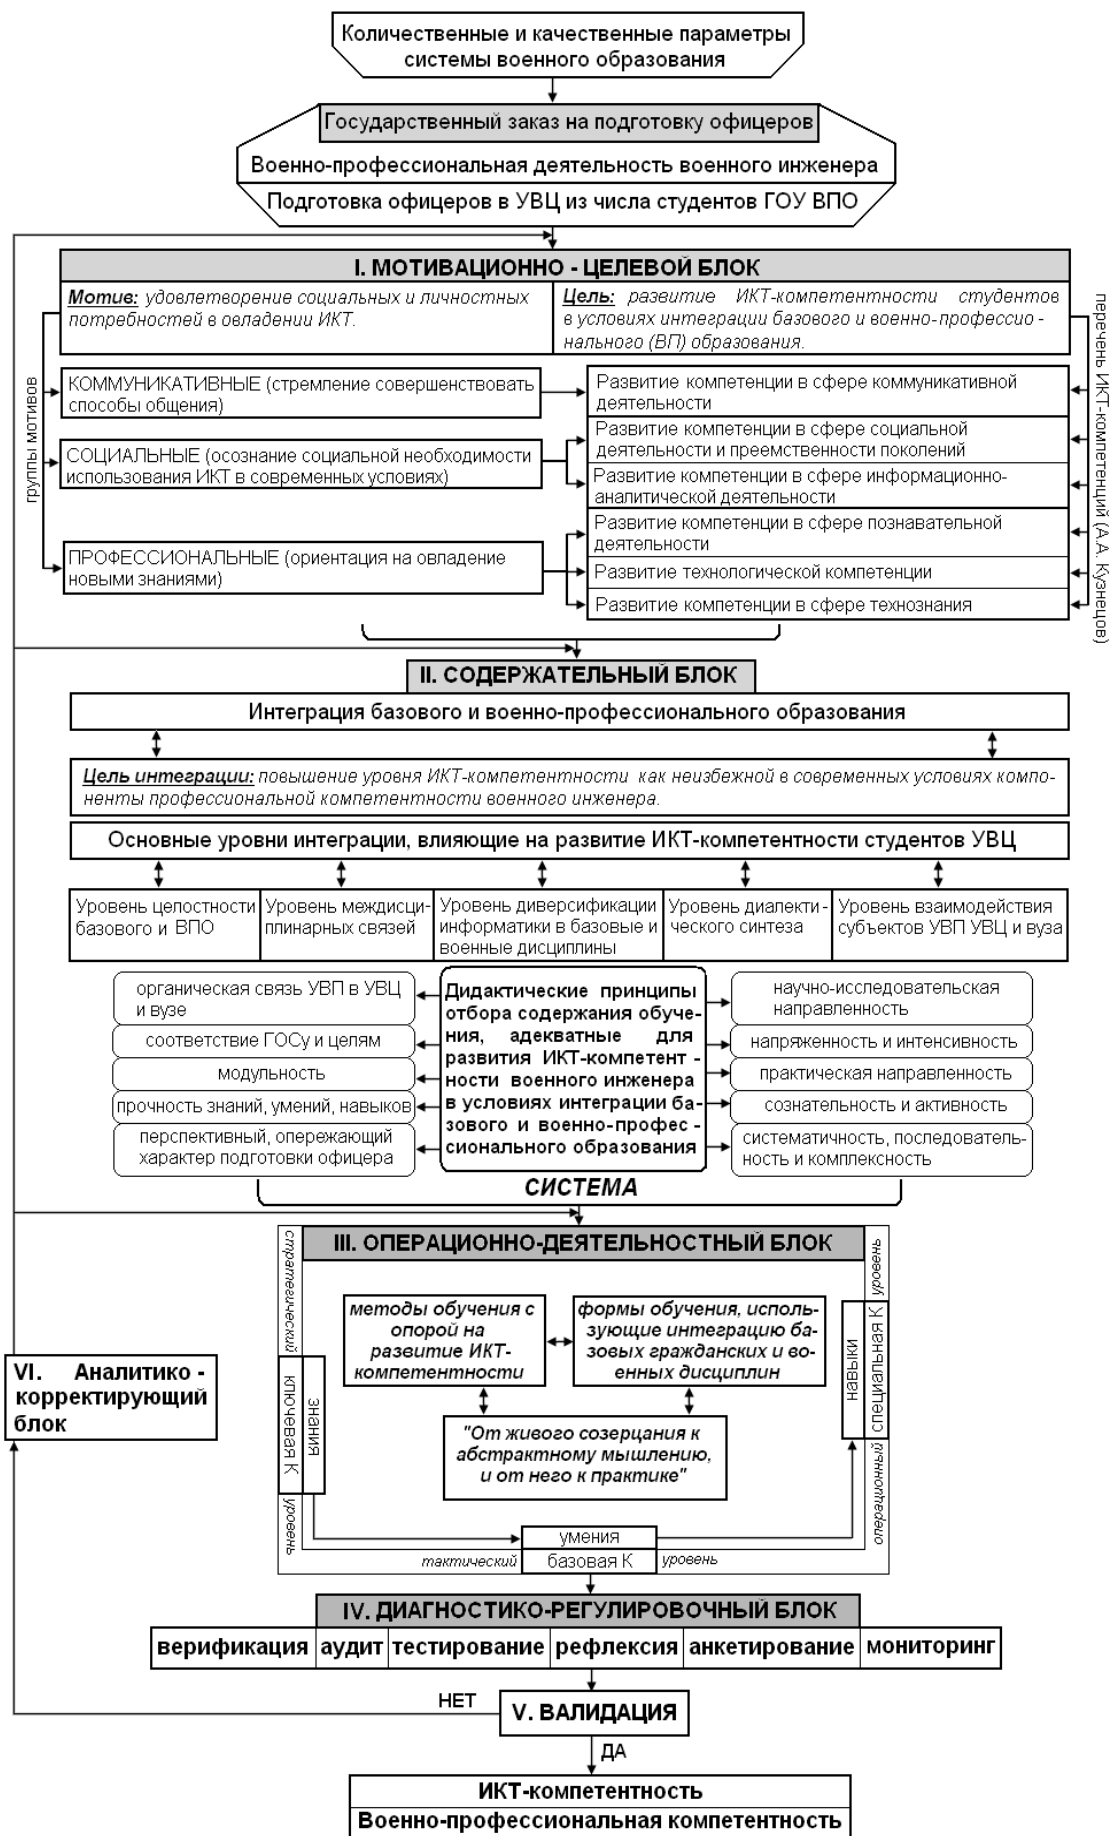 Количественные и качественные параметры
системы военного образования
Государственный заказ на подготовку офицеров
Военно-профессиональная деятельность военного инженера
Подготовка офицеров в УВЦ из числа студентов ГОУ ВПО
I. МОТИВАЦИОННО - ЦЕЛЕВОЙ БЛОК
Мотив: удовлетворение социальных и личностных
потребностей в овладении ИКТ.
Цель: развитие ИКТ-компетентности студентов
в условиях интеграции базового и военно-профессио -
нального (ВП) образования.
группы мотивов
КОММУНИКАТИВНЫЕ (стремление совершенствовать
способы общения)
СОЦИАЛЬНЫЕ (осознание социальной необходимости
использования ИКТ в современных условиях)
ПРОФЕССИОНАЛЬНЫЕ (ориентация на овладение
новыми знаниями)
Развитие компетенции в сфере коммуникативной
деятельности
Развитие компетенции в сфере социальной
деятельности и преемственности поколений
Развитие компетенции в сфере информационно-
аналитической деятельности
Развитие компетенции в сфере познавательной
деятельности
Развитие технологической компетенции
Развитие компетенции в сфере технознания
перечень ИКТ-компетенций (А.А. Кузнецов)
II. СОДЕРЖАТЕЛЬНЫЙ БЛОК
Интеграция базового и военно-профессионального образования
Цель интеграции: повышение уровня ИКТ-компетентности как неизбежной в современных условиях компо-
ненты профессиональной компетентности военного инженера.
Основные уровни интеграции, влияющие на развитие ИКТ-компетентности студентов УВЦ
Уровень целостности
базового и ВПО
Уровень междисци-
плинарных связей
Уровень диверсификации
информатики в базовые и
военные дисциплины
Уровень диалекти-
ческого синтеза
Уровень взаимодействия
субъектов УВП УВЦ и вуза
органическая связь УВП в УВЦ
и вузе
соответствие ГОСу и целям
модульность
прочность знаний, умений, навыков
перспективный, опережающий
характер подготовки офицера
Дидактические принципы
отбора содержания обуче-
ния, адекватные для
развития ИКТ-компетент -
ности военного инженера
в условиях интеграции ба-
зового и военно-профес -
сионального образования
научно-исследовательская
направленность
напряженность и интенсивность
практическая направленность
сознательность и активность
систематичность, последователь-
ность и комплексность
СИСТЕМА
III. ОПЕРАЦИОННО-ДЕЯТЕЛЬНОСТНЫЙ БЛОК
стратегический
ключевая К
знания
уровень
методы обучения с
опорой на
развитие ИКТ-
компетентности
формы обучения, исполь-
зующие интеграцию ба-
зовых гражданских и во-
енных дисциплин
"От живого созерцания к
абстрактному мышлению,
и от него к практике"
уровень
навыки
специальная К
операционный
умения
тактический
базовая К
уровень
VI. Аналитико -
корректирующий
блок
IV. ДИАГНОСТИКО-РЕГУЛИРОВОЧНЫЙ БЛОК
верификация аудит тестирование рефлексия анкетирование мониторинг
НЕТ
V. ВАЛИДАЦИЯ
ДА
ИКТ-компетентность
Военно-профессиональная компетентность